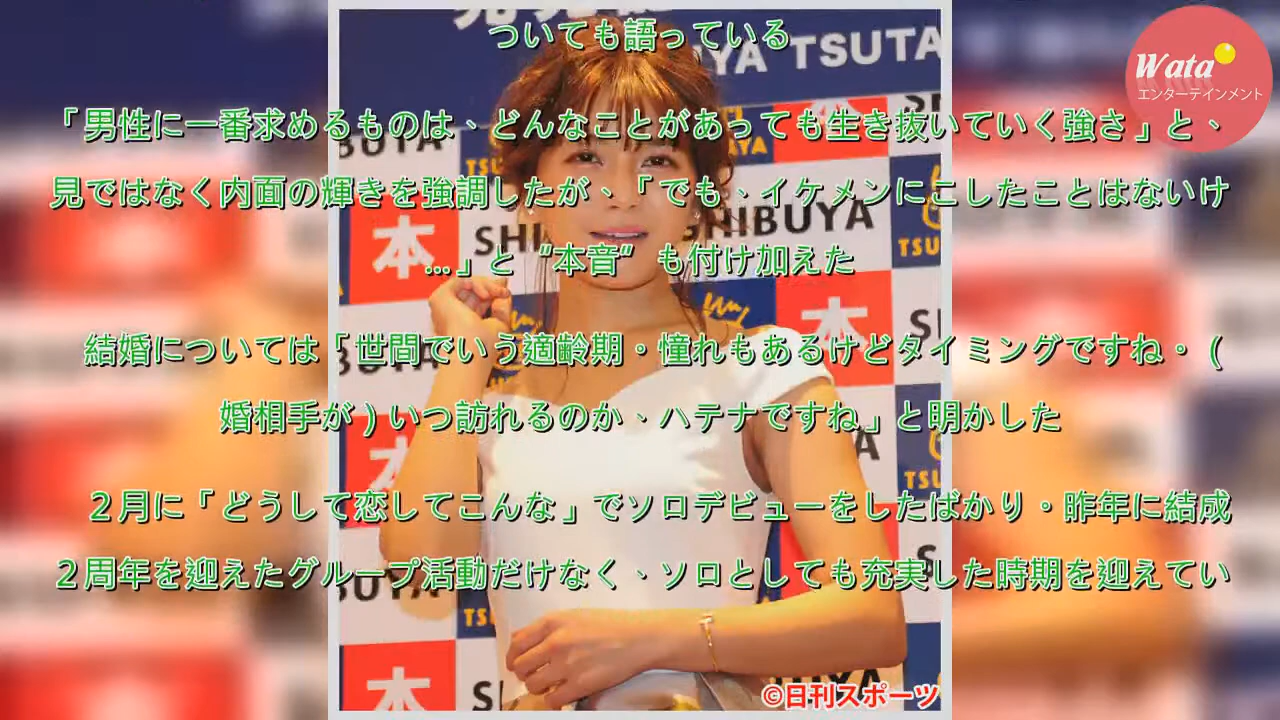 ついても語っている
TSUTA
Wata
エンターテインメント
「男性に一番求めるものは、どんなことがあっても生き抜いていく強さ」と、
見ではなく内面の輝きを強調したが、「でも、イケメンにこしたことはないけ
SHIBUYA
本
…」と“本音”も付け加えた
結婚については「世間でいう適齢期・憧れもあるけどタイミングですね・（
婚相手が）いつ訪れるのか、ハテナですね」と明かした
２月に「どうして恋してこんな」でソロデビューをしたばかり・昨年に結成
２周年を迎えたグループ活動だけなく、ソロとしても充実した時期を迎えてい
本
©日刊スポーツ